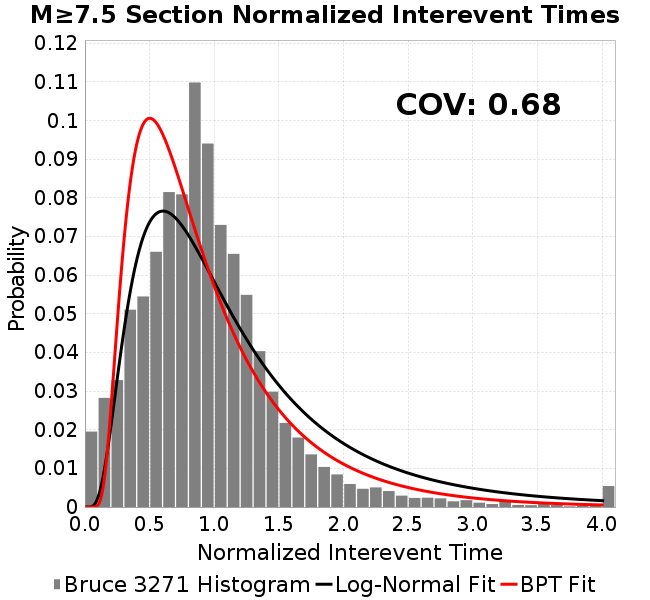 M≥7.5 Section Normalized Interevent Times
0.12
0.11
0.1
0.09
0.08
0.07
0.06
0.05
0.04
0.03
0.02
0.01
0
Probability
COV: 0.68
0.0 0.5 1.0 1.5 2.0 2.5 3.0 3.5 4.0
Normalized Interevent Time
Bruce 3271 Histogram Log-Normal Fit BPT Fit